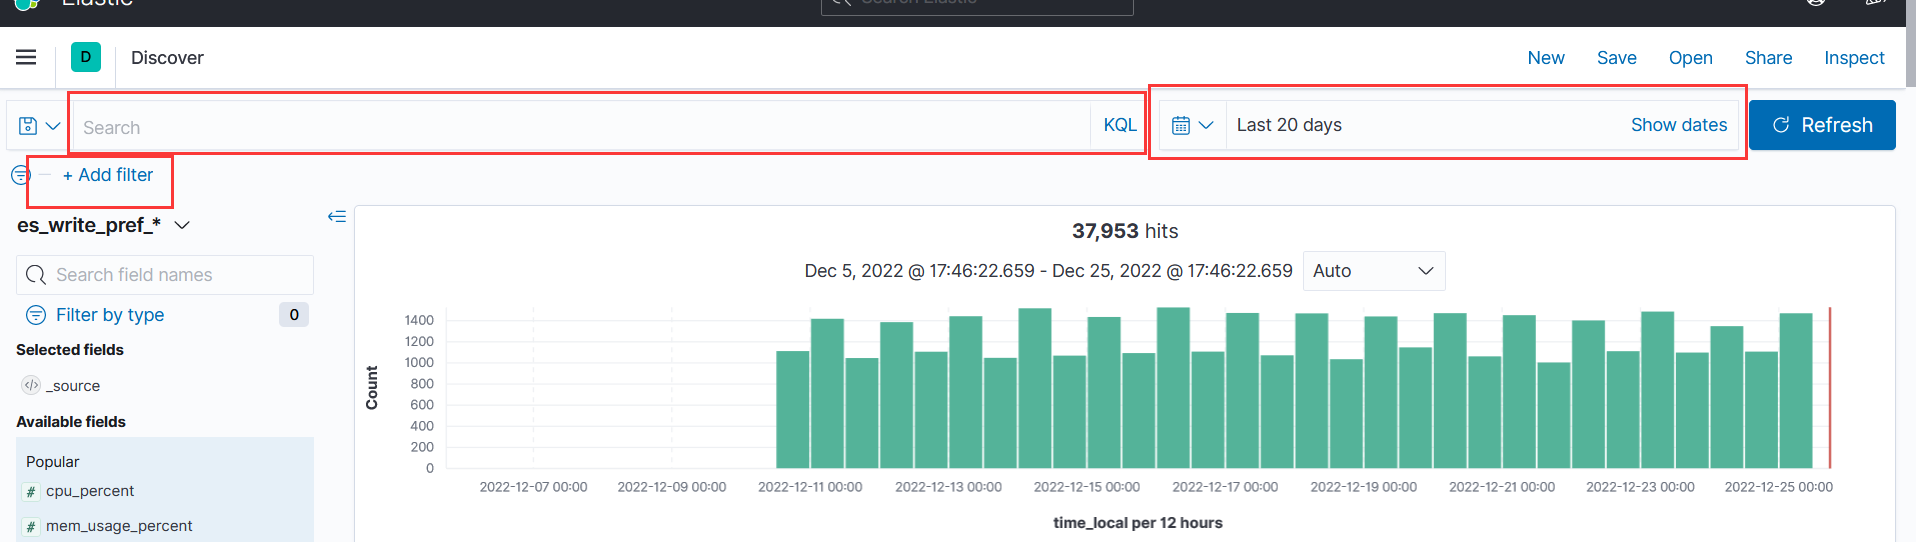 Elastic
Search Elastic
D
Discover
New
Save
Open
Share
Inspect
Search
KQL
Last 20 days
Show dates
Refresh
+ Add filter
es_write_pref_*
37,953 hits
Search field names
Dec 5, 2022 @ 17:46:22.659 - Dec 25, 2022 @ 17:46:22.659
Auto
Filter by type
0
Selected fields
_source
Available fields
Popular
# cpu_percent
# mem_usage_percent
Count
1400
1200
1000
800
600
400
200
0
2022-12-07 00:00
2022-12-09 00:00
2022-12-11 00:00
2022-12-13 00:00
2022-12-15 00:00
2022-12-17 00:00
2022-12-19 00:00
2022-12-21 00:00
2022-12-23 00:00
2022-12-25 00:00
time_local per 12 hours